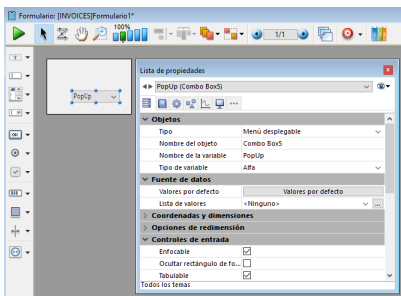 Formulario: [INVOICES]Formulario1*
100%
1/1
PopUp
Lista de propiedades
PopUp (Combo Box5)
Objetos
Tipo Menú desplegable
Nombre del objeto Combo Box5
Nombre de la variable PopUp
Tipo de variable Alfa
Fuente de datos
Valores por defecto Valores por defecto
Lista de valores <Ninguno> ...
Coordenadas y dimensiones
Opciones de redimensión
Controles de entrada
Enfocable
Ocultar rectángulo de fo...
Tabulable
Todos los temas
OK